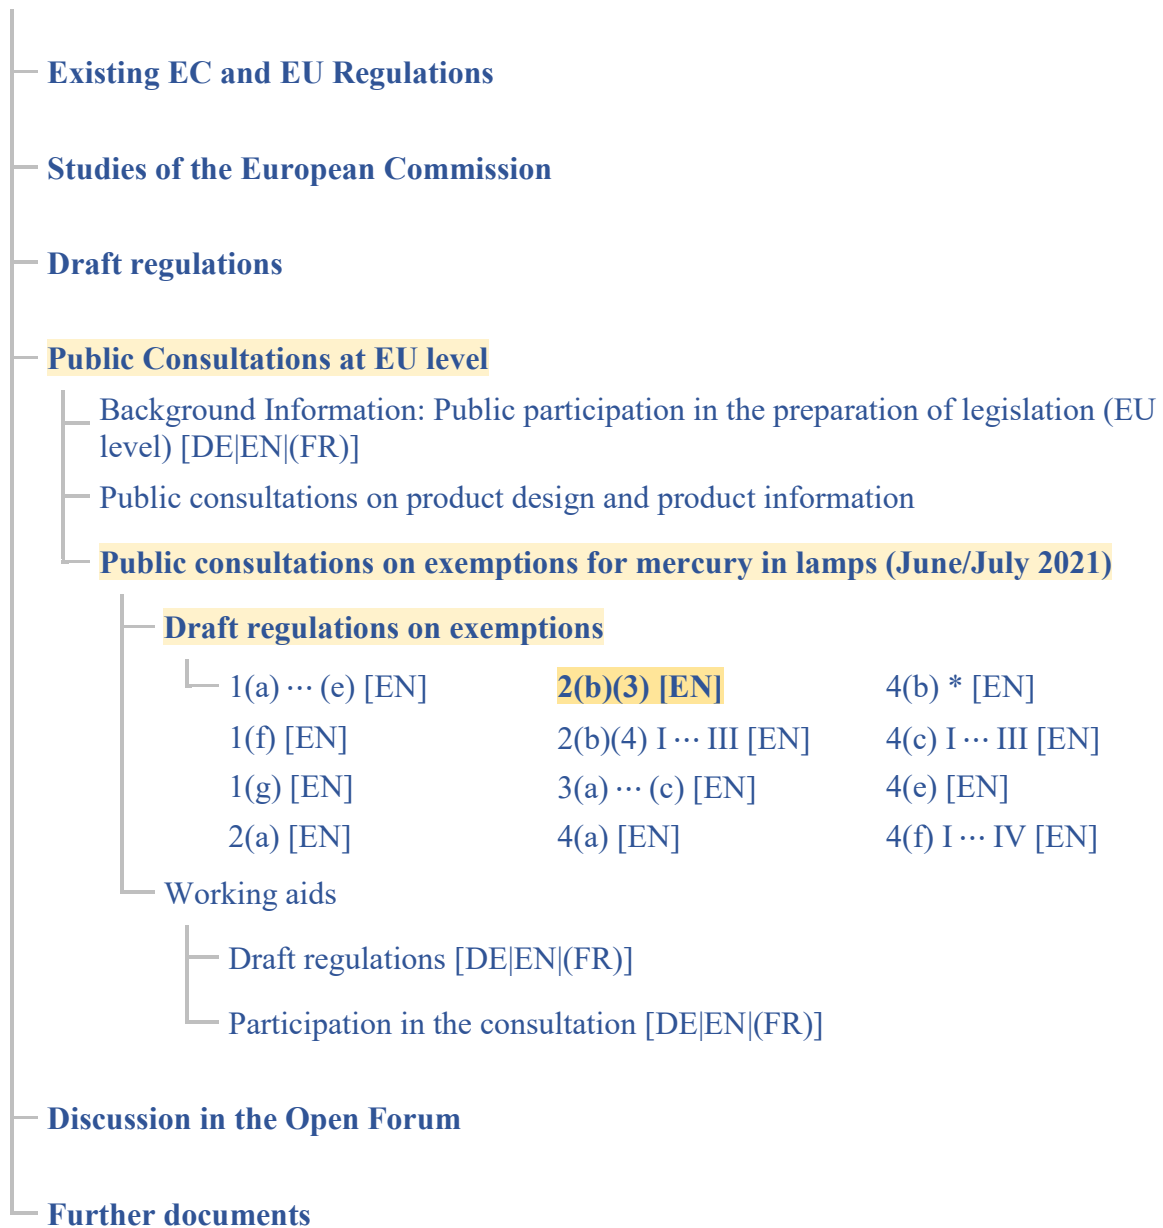 Existing EC and EU Regulations
Studies of the European Commission
Draft regulations
Public Consultations at EU level
Background Information: Public participation in the preparation of legislation (EU
level) [DE|EN|(FR)]
Public consultations on product design and product information
Public consultations on exemptions for mercury in lamps (June/July 2021)
Draft regulations on exemptions
1(a) ··· (e) [EN] 2(b)(3) [EN] 4(b) * [EN]
1(f) [EN] 2(b)(4) I ··· III [EN] 4(c) I ··· III [EN]
1(g) [EN] 3(a) ··· (c) [EN] 4(e) [EN]
2(a) [EN] 4(a) [EN] 4(f) I ··· IV [EN]
Working aids
Draft regulations [DE|EN|(FR)]
Participation in the consultation [DE|EN|(FR)]
Discussion in the Open Forum
Further documents